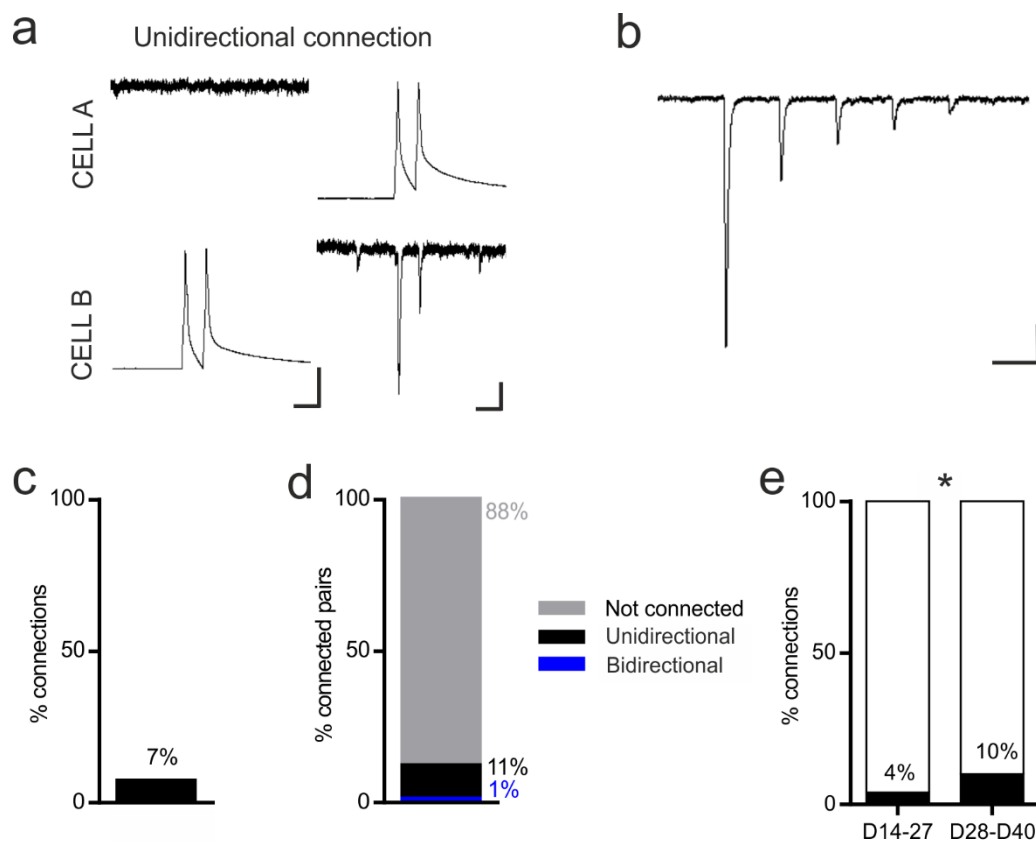 a
Unidirectional connection
CELL A
CELL B
b
c
100
50
0
% connections
7%
d
100
50
0
% connected pairs
88%
11%
1%
Not connected
Unidirectional
Bidirectional
e
*
100
50
0
% connections
4%
10%
D14-27 D28-D40